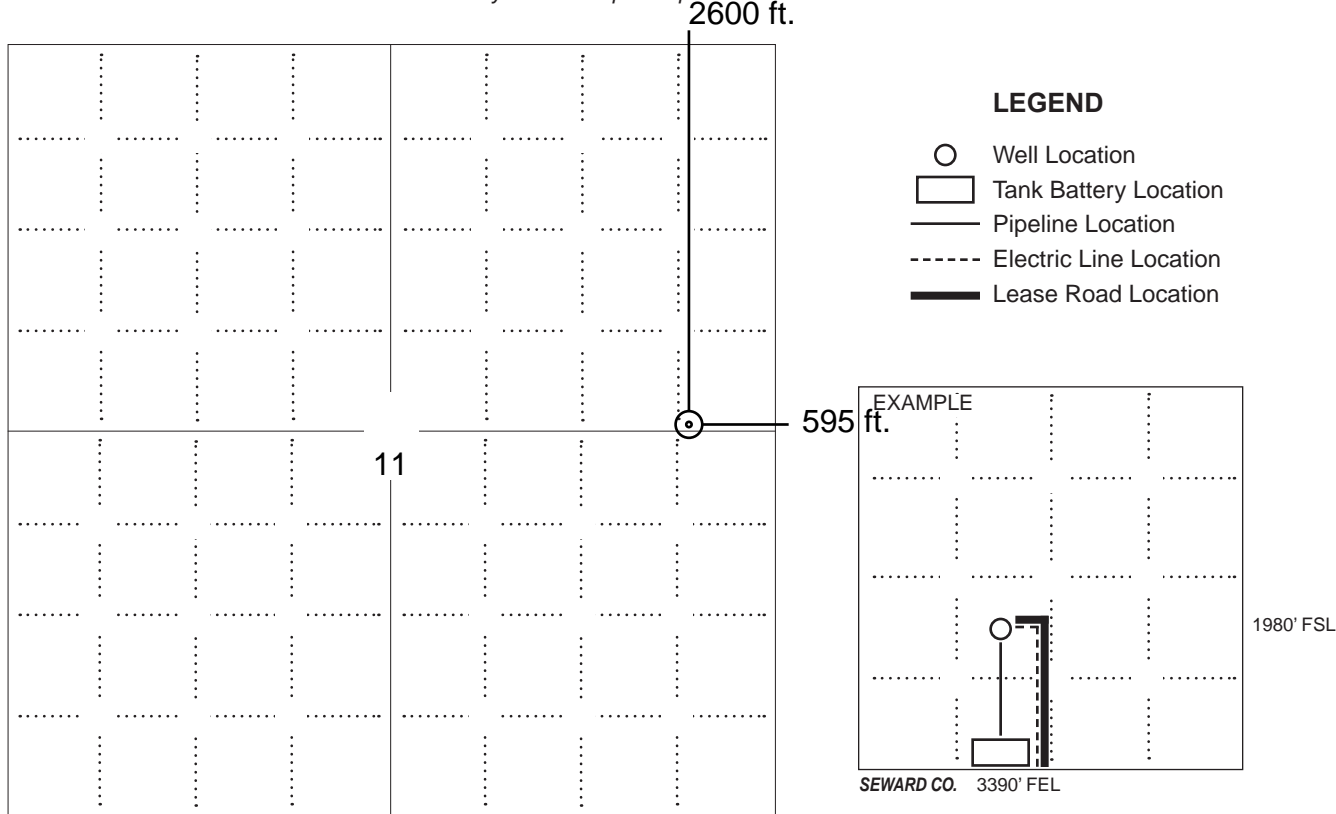 2600 ft.
LEGEND
Well Location
Tank Battery Location
Pipeline Location
Electric Line Location
Lease Road Location
595 ft.
EXAMPLE
11
1980' FSL
SEWARD CO. 3390' FEL